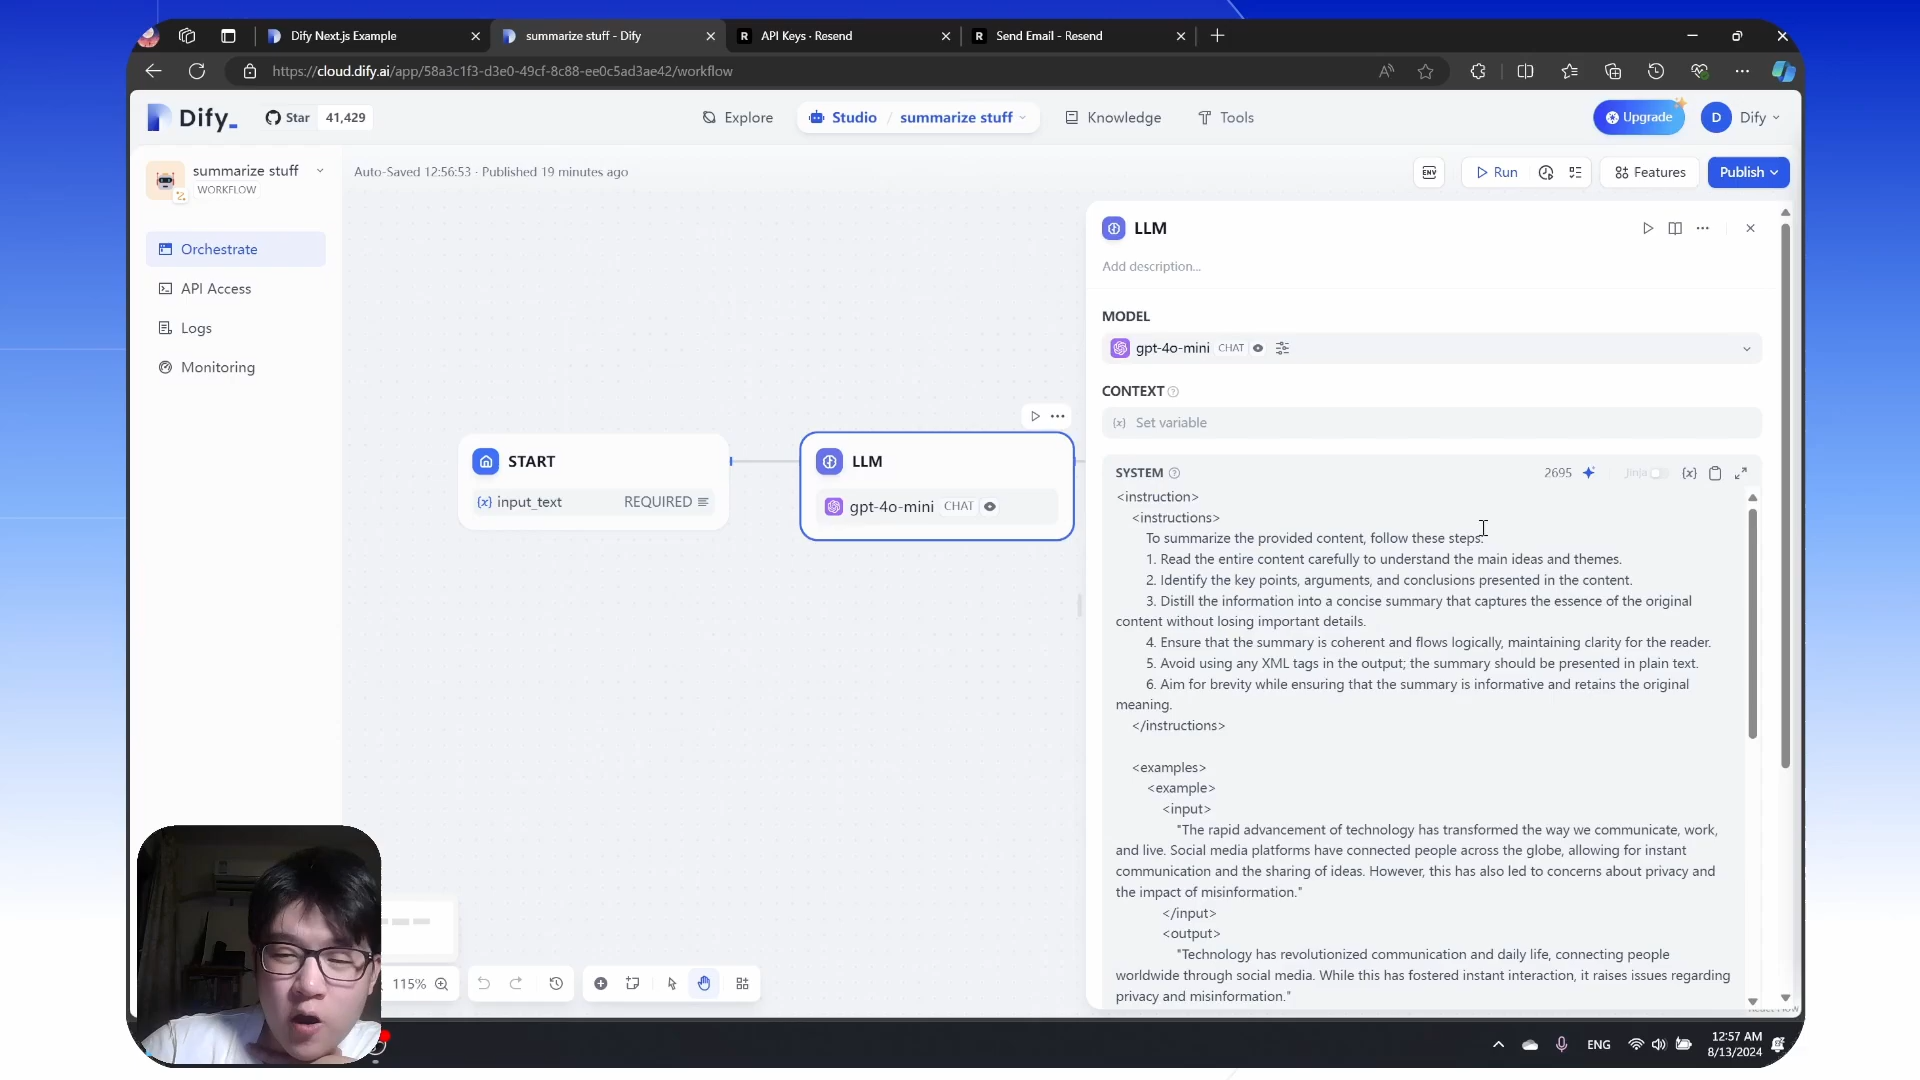 Dify Next.js Example
summarize stuff - Dify
API Keys · Resend
Send Email - Resend
https://cloud.dify.ai/app/58a3c1f3-d3e0-49cf-8c88-ee0c5ad3ae42/workflow
Dify_
Star 41,429
Explore
Studio / summarize stuff
Knowledge
Tools
Upgrade
D Dify
summarize stuff
WORKFLOW
Auto-Saved 12:56:53 · Published 19 minutes ago
ENV
Run
Features
Publish
Orchestrate
API Access
Logs
Monitoring
START
{x} input_text REQUIRED
LLM
gpt-4o-mini CHAT
LLM
Add description...
MODEL
gpt-4o-mini CHAT
CONTEXT
{x} Set variable
SYSTEM 2695 Jinja {x}
<instruction>
<instructions>
To summarize the provided content, follow these steps:
1. Read the entire content carefully to understand the main ideas and themes.
2. Identify the key points, arguments, and conclusions presented in the content.
3. Distill the information into a concise summary that captures the essence of the original
content without losing important details.
4. Ensure that the summary is coherent and flows logically, maintaining clarity for the reader.
5. Avoid using any XML tags in the output; the summary should be presented in plain text.
6. Aim for brevity while ensuring that the summary is informative and retains the original
meaning.
</instructions>
<examples>
<example>
<input>
"The rapid advancement of technology has transformed the way we communicate, work,
and live. Social media platforms have connected people across the globe, allowing for instant
communication and the sharing of ideas. However, this has also led to concerns about privacy and
the impact of misinformation."
</input>
<output>
"Technology has revolutionized communication and daily life, connecting people
worldwide through social media. While this has fostered instant interaction, it raises issues regarding
privacy and misinformation."
115%
ENG
12:57 AM
8/13/2024